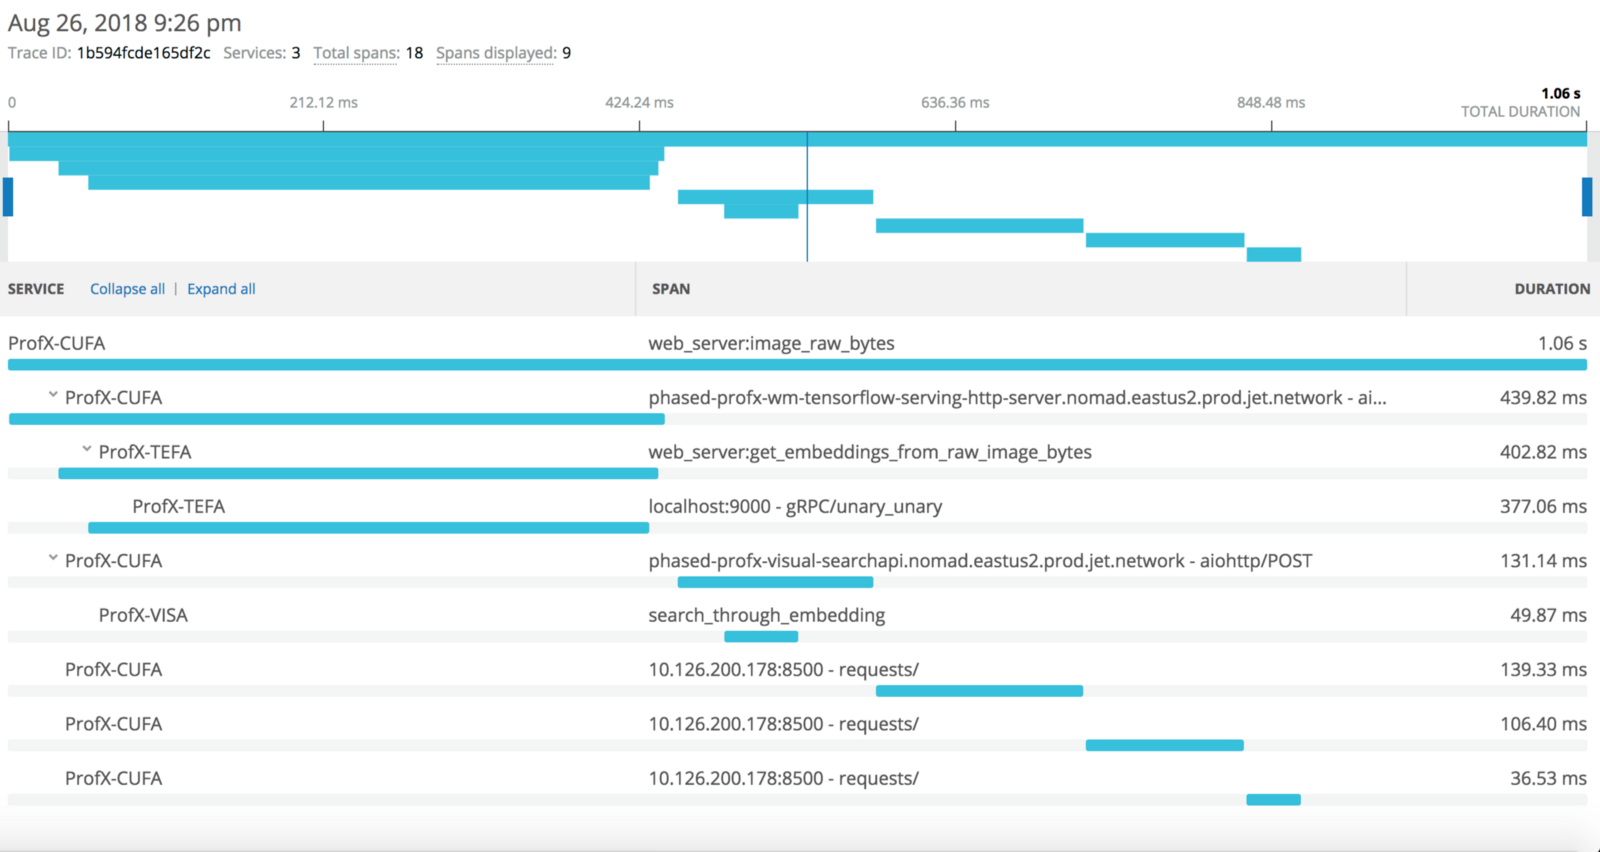 Aug 26, 2018 9:26 pm
Trace ID: 1b594fcde165df2c Services: 3 Total spans: 18 Spans displayed: 9
0 212.12 ms 424.24 ms 636.36 ms 848.48 ms 1.06 s
TOTAL DURATION
SERVICE Collapse all | Expand all SPAN DURATION
ProfX-CUFA web_server:image_raw_bytes 1.06 s
ProfX-CUFA phased-profx-wm-tensorflow-serving-http-server.nomad.eastus2.prod.jet.network - ai... 439.82 ms
ProfX-TEFA web_server:get_embeddings_from_raw_image_bytes 402.82 ms
ProfX-TEFA localhost:9000 - gRPC/unary_unary 377.06 ms
ProfX-CUFA phased-profx-visual-searchapi.nomad.eastus2.prod.jet.network - aiohttp/POST 131.14 ms
ProfX-VISA search_through_embedding 49.87 ms
ProfX-CUFA 10.126.200.178:8500 - requests/ 139.33 ms
ProfX-CUFA 10.126.200.178:8500 - requests/ 106.40 ms
ProfX-CUFA 10.126.200.178:8500 - requests/ 36.53 ms